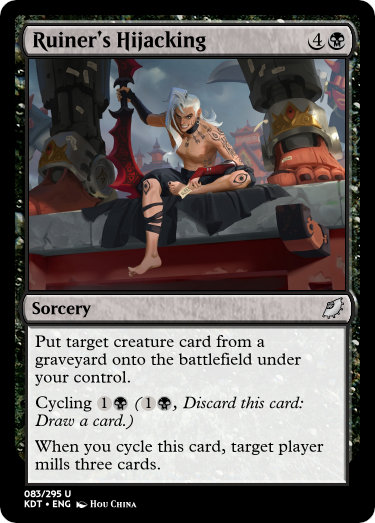 Ruiner's Hijacking 4
Sorcery
Put target creature card from a
graveyard onto the battlefield under
your control.
Cycling 1 (1, Discard this card:
Draw a card.)
When you cycle this card, target player
mills three cards.
083/295 U
KDT • ENG Hou China